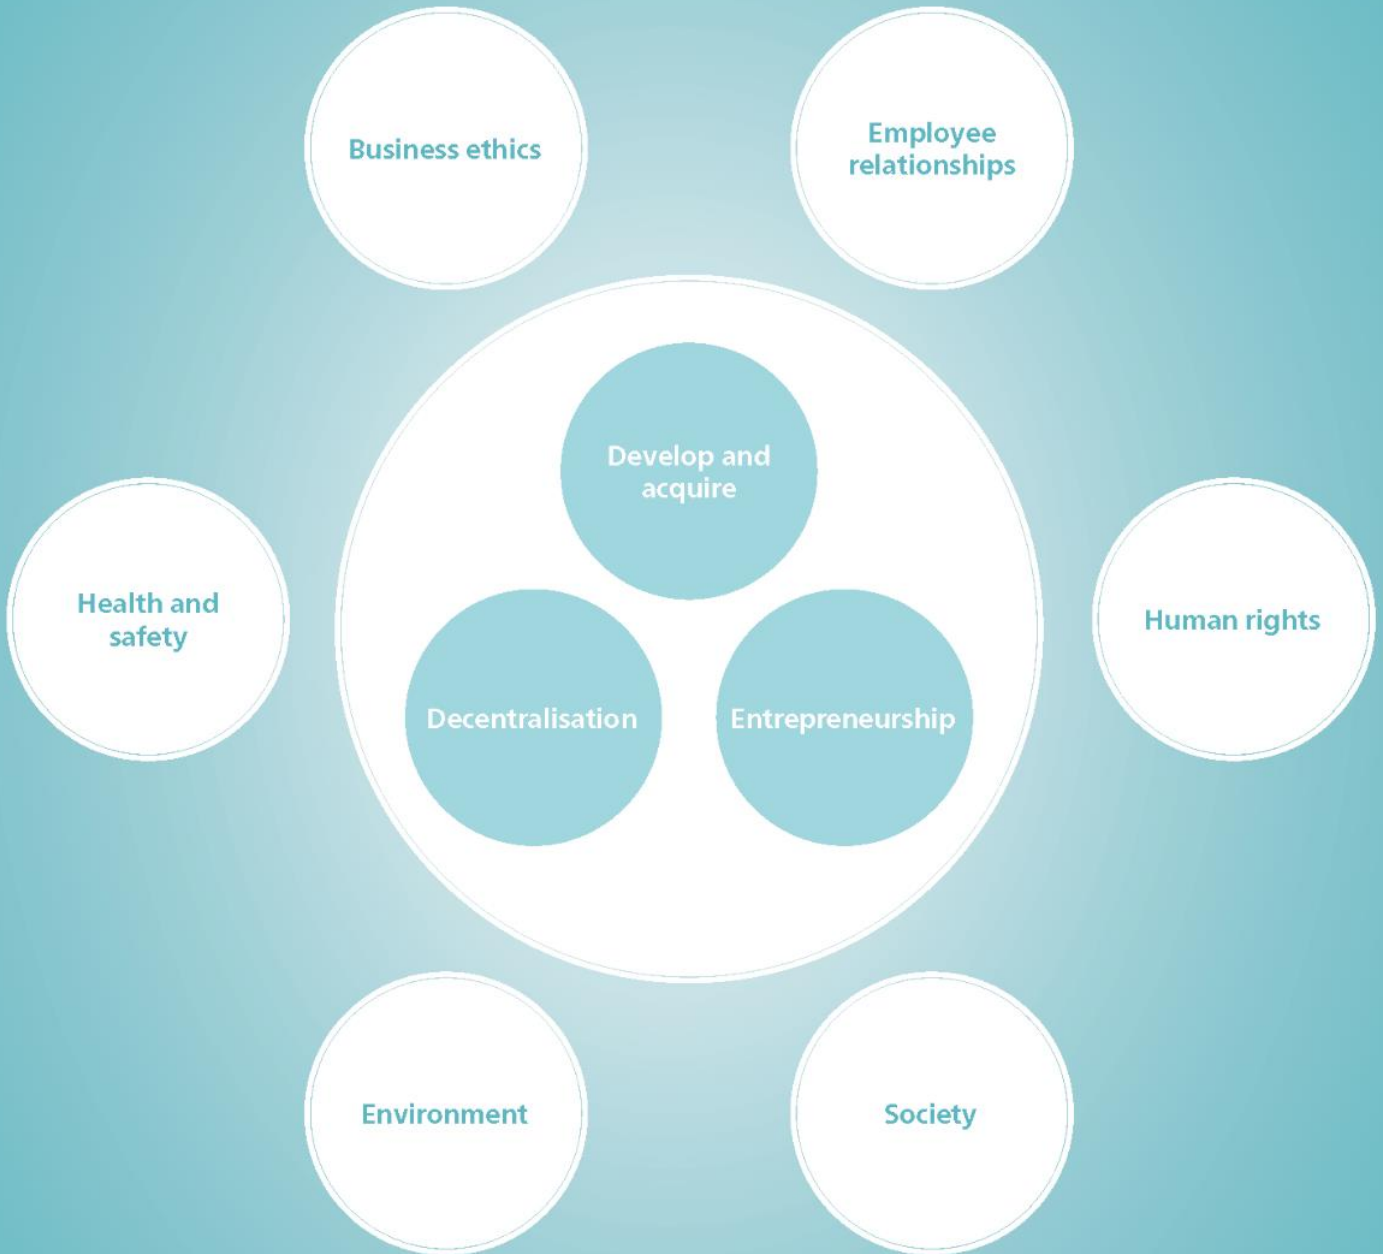 Business ethics
Employee
relationships
Develop and
acquire
Health and
safety
Human rights
Decentralisation
Entrepreneurship
Environment
Society